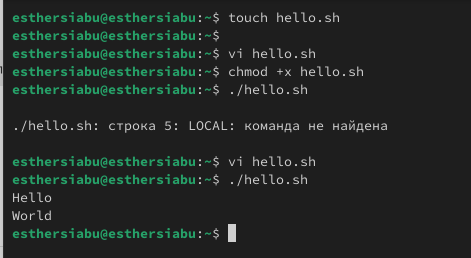 esthersiabu@esthersiabu:~$ touch hello.sh
esthersiabu@esthersiabu:~$
esthersiabu@esthersiabu:~$ vi hello.sh
esthersiabu@esthersiabu:~$ chmod +x hello.sh
esthersiabu@esthersiabu:~$ ./hello.sh
./hello.sh: строка 5: LOCAL: команда не найдена
esthersiabu@esthersiabu:~$ vi hello.sh
esthersiabu@esthersiabu:~$ ./hello.sh
Hello
World
esthersiabu@esthersiabu:~$